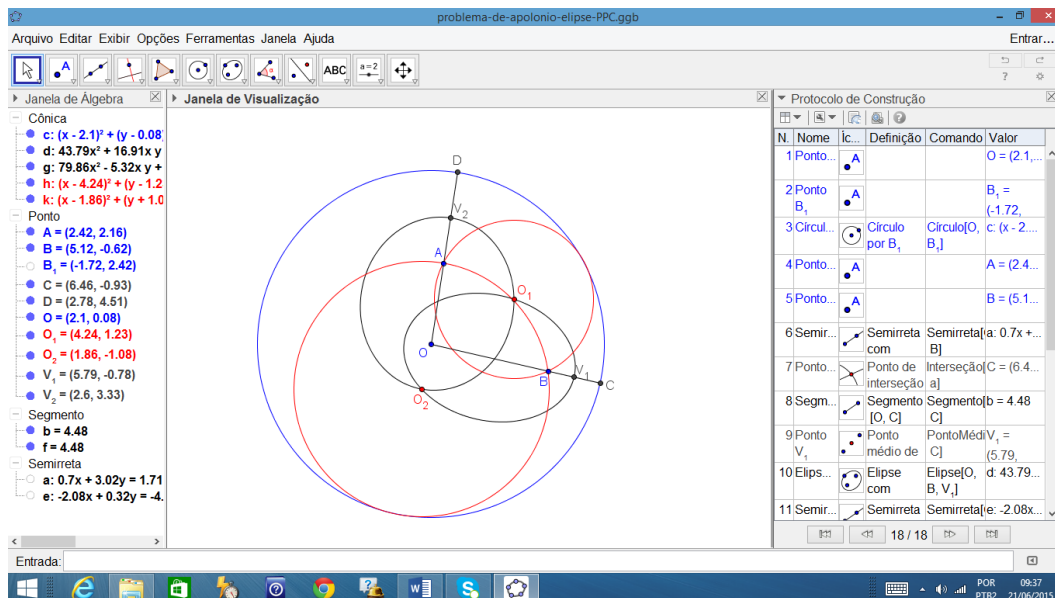 problema-de-apolonio-elipse-PPC.ggb
Arquivo Editar Exibir Opções Ferramentas Janela Ajuda
Entrar...
A
ABC
a=2
?
Janela de Álgebra
Cônica
c: (x - 2.1)² + (y - 0.08)
d: 43.79x² + 16.91x y
g: 79.86x² - 5.32x y +
h: (x - 4.24)² + (y - 1.2
k: (x - 1.86)² + (y + 1.0
Ponto
A = (2.42, 2.16)
B = (5.12, -0.62)
B₁ = (-1.72, 2.42)
C = (6.46, -0.93)
D = (2.78, 4.51)
O = (2.1, 0.08)
O₁ = (4.24, 1.23)
O₂ = (1.86, -1.08)
V₁ = (5.79, -0.78)
V₂ = (2.6, 3.33)
Segmento
b = 4.48
f = 4.48
Semirreta
a: 0.7x + 3.02y = 1.71
e: -2.08x + 0.32y = -4.
Janela de Visualização
D
V₂
A
O₁
O
V₁
B
C
O₂
Protocolo de Construção
N. Nome Íc... Definição Comando Valor
1 Ponto... A O = (2.1,...
2 Ponto B₁ A B₁ = (-1.72,
3 Círcul... Círculo por B₁ Círculo[O, B₁] c: (x - 2....
4 Ponto... A A = (2.4...
5 Ponto... A B = (5.1...
6 Semir... Semirreta com Semirreta[ B] a: 0.7x +...
7 Ponto... Ponto de interseção Interseção[ a] C = (6.4...
8 Segm... Segmento [O, C] Segmento[ C] b = 4.48
9 Ponto V₁ Ponto médio de PontoMédi C] V₁ = (5.79,
10 Elips... Elipse com Elipse[O, B, V₁] d: 43.79...
11 Semir... Semirreta Semirreta[ e: -2.08x...
18 / 18
Entrada:
POR 09:37
PTB2 21/06/2015